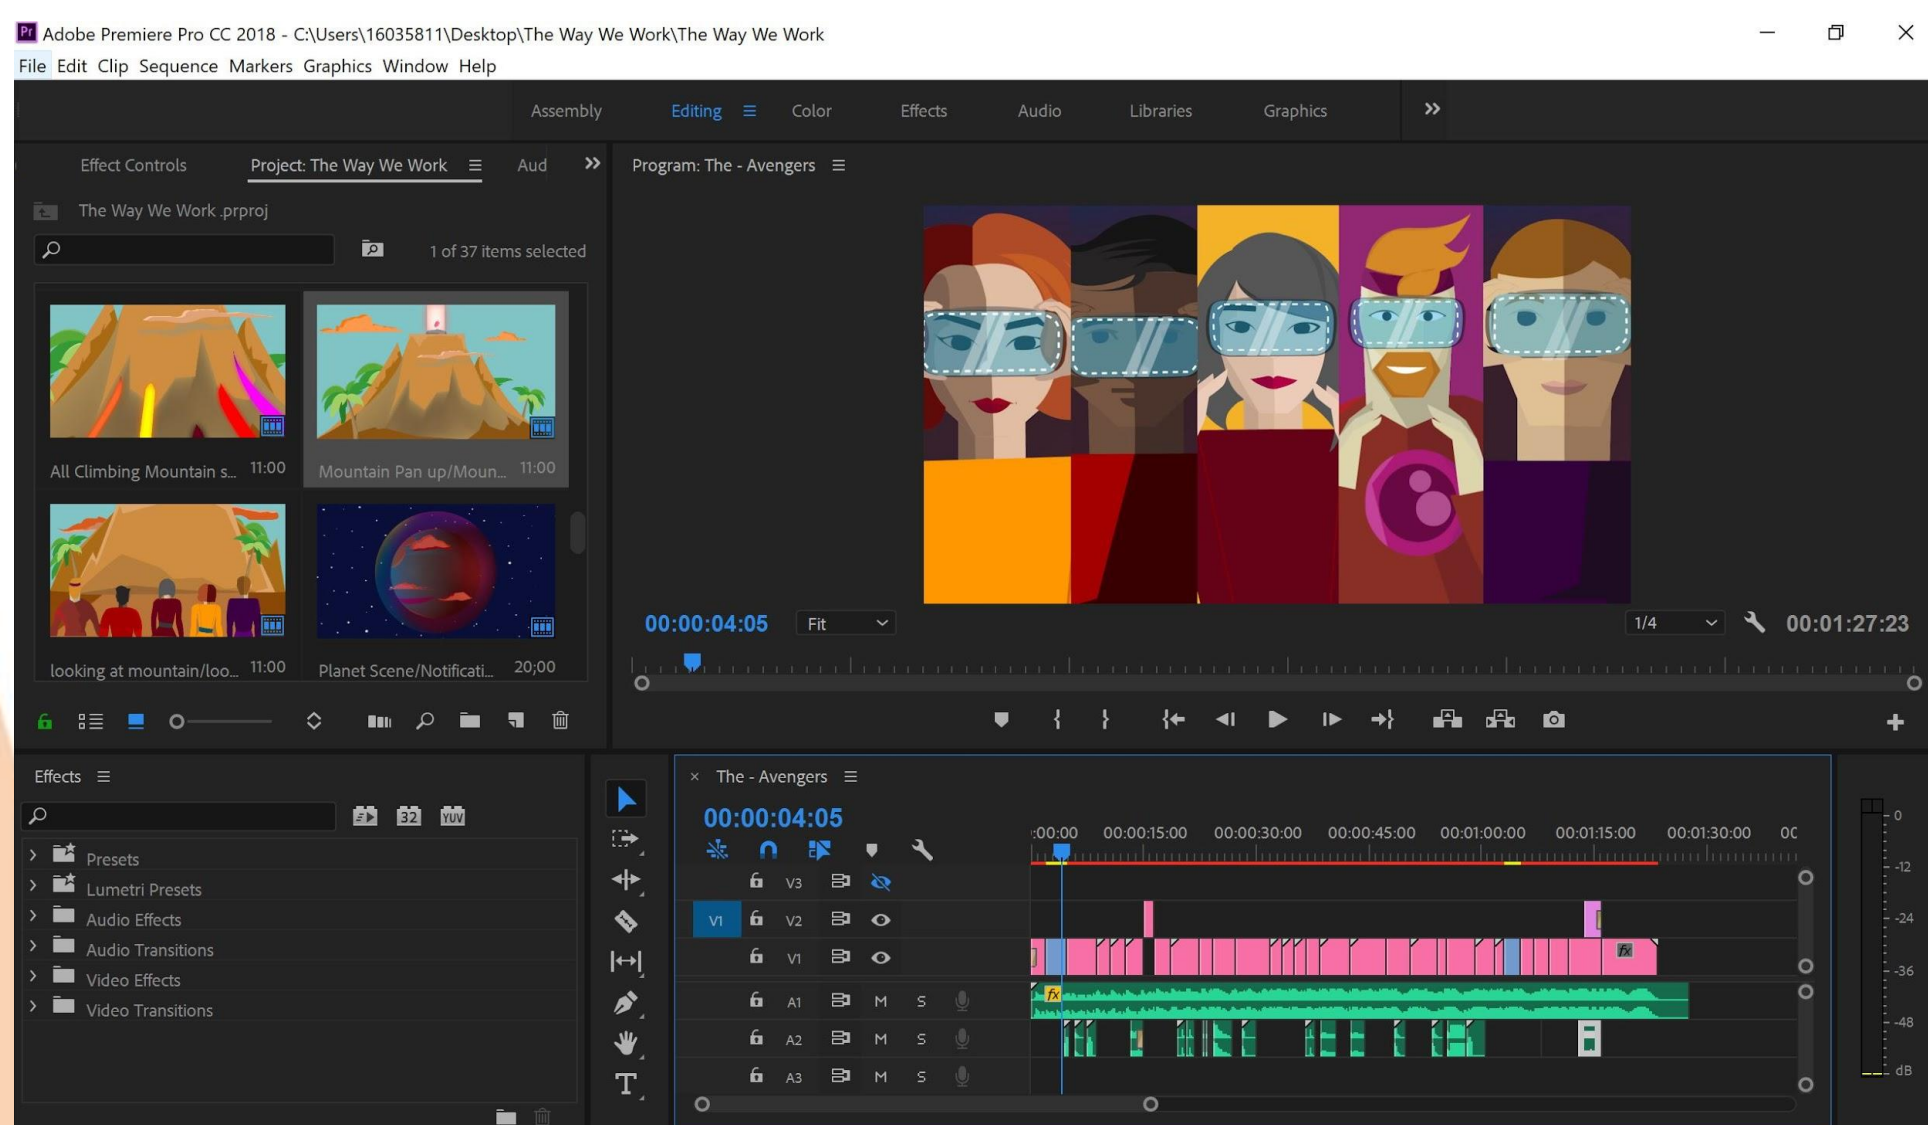 Pr Adobe Premiere Pro CC 2018 - C:\Users\16035811\Desktop\The Way We Work\The Way We Work
File Edit Clip Sequence Markers Graphics Window Help
Assembly Editing Color Effects Audio Libraries Graphics
Effect Controls Project: The Way We Work Aud
Program: The - Avengers
The Way We Work .prproj
1 of 37 items selected
All Climbing Mountain s... 11:00
Mountain Pan up/Moun... 11:00
looking at mountain/loo... 11:00
Planet Scene/Notificati... 20;00
00:00:04:05 Fit 1/4 00:01:27:23
Effects
32 YUV
Presets
Lumetri Presets
Audio Effects
Audio Transitions
Video Effects
Video Transitions
T
× The - Avengers
00:00:04:05
:00:00 00:00:15:00 00:00:30:00 00:00:45:00 00:01:00:00 00:01:15:00 00:01:30:00 00
V3
V1 V2
V1 fx
A1 M S fx
A2 M S
A3 M S
0
-12
-24
-36
-48
dB